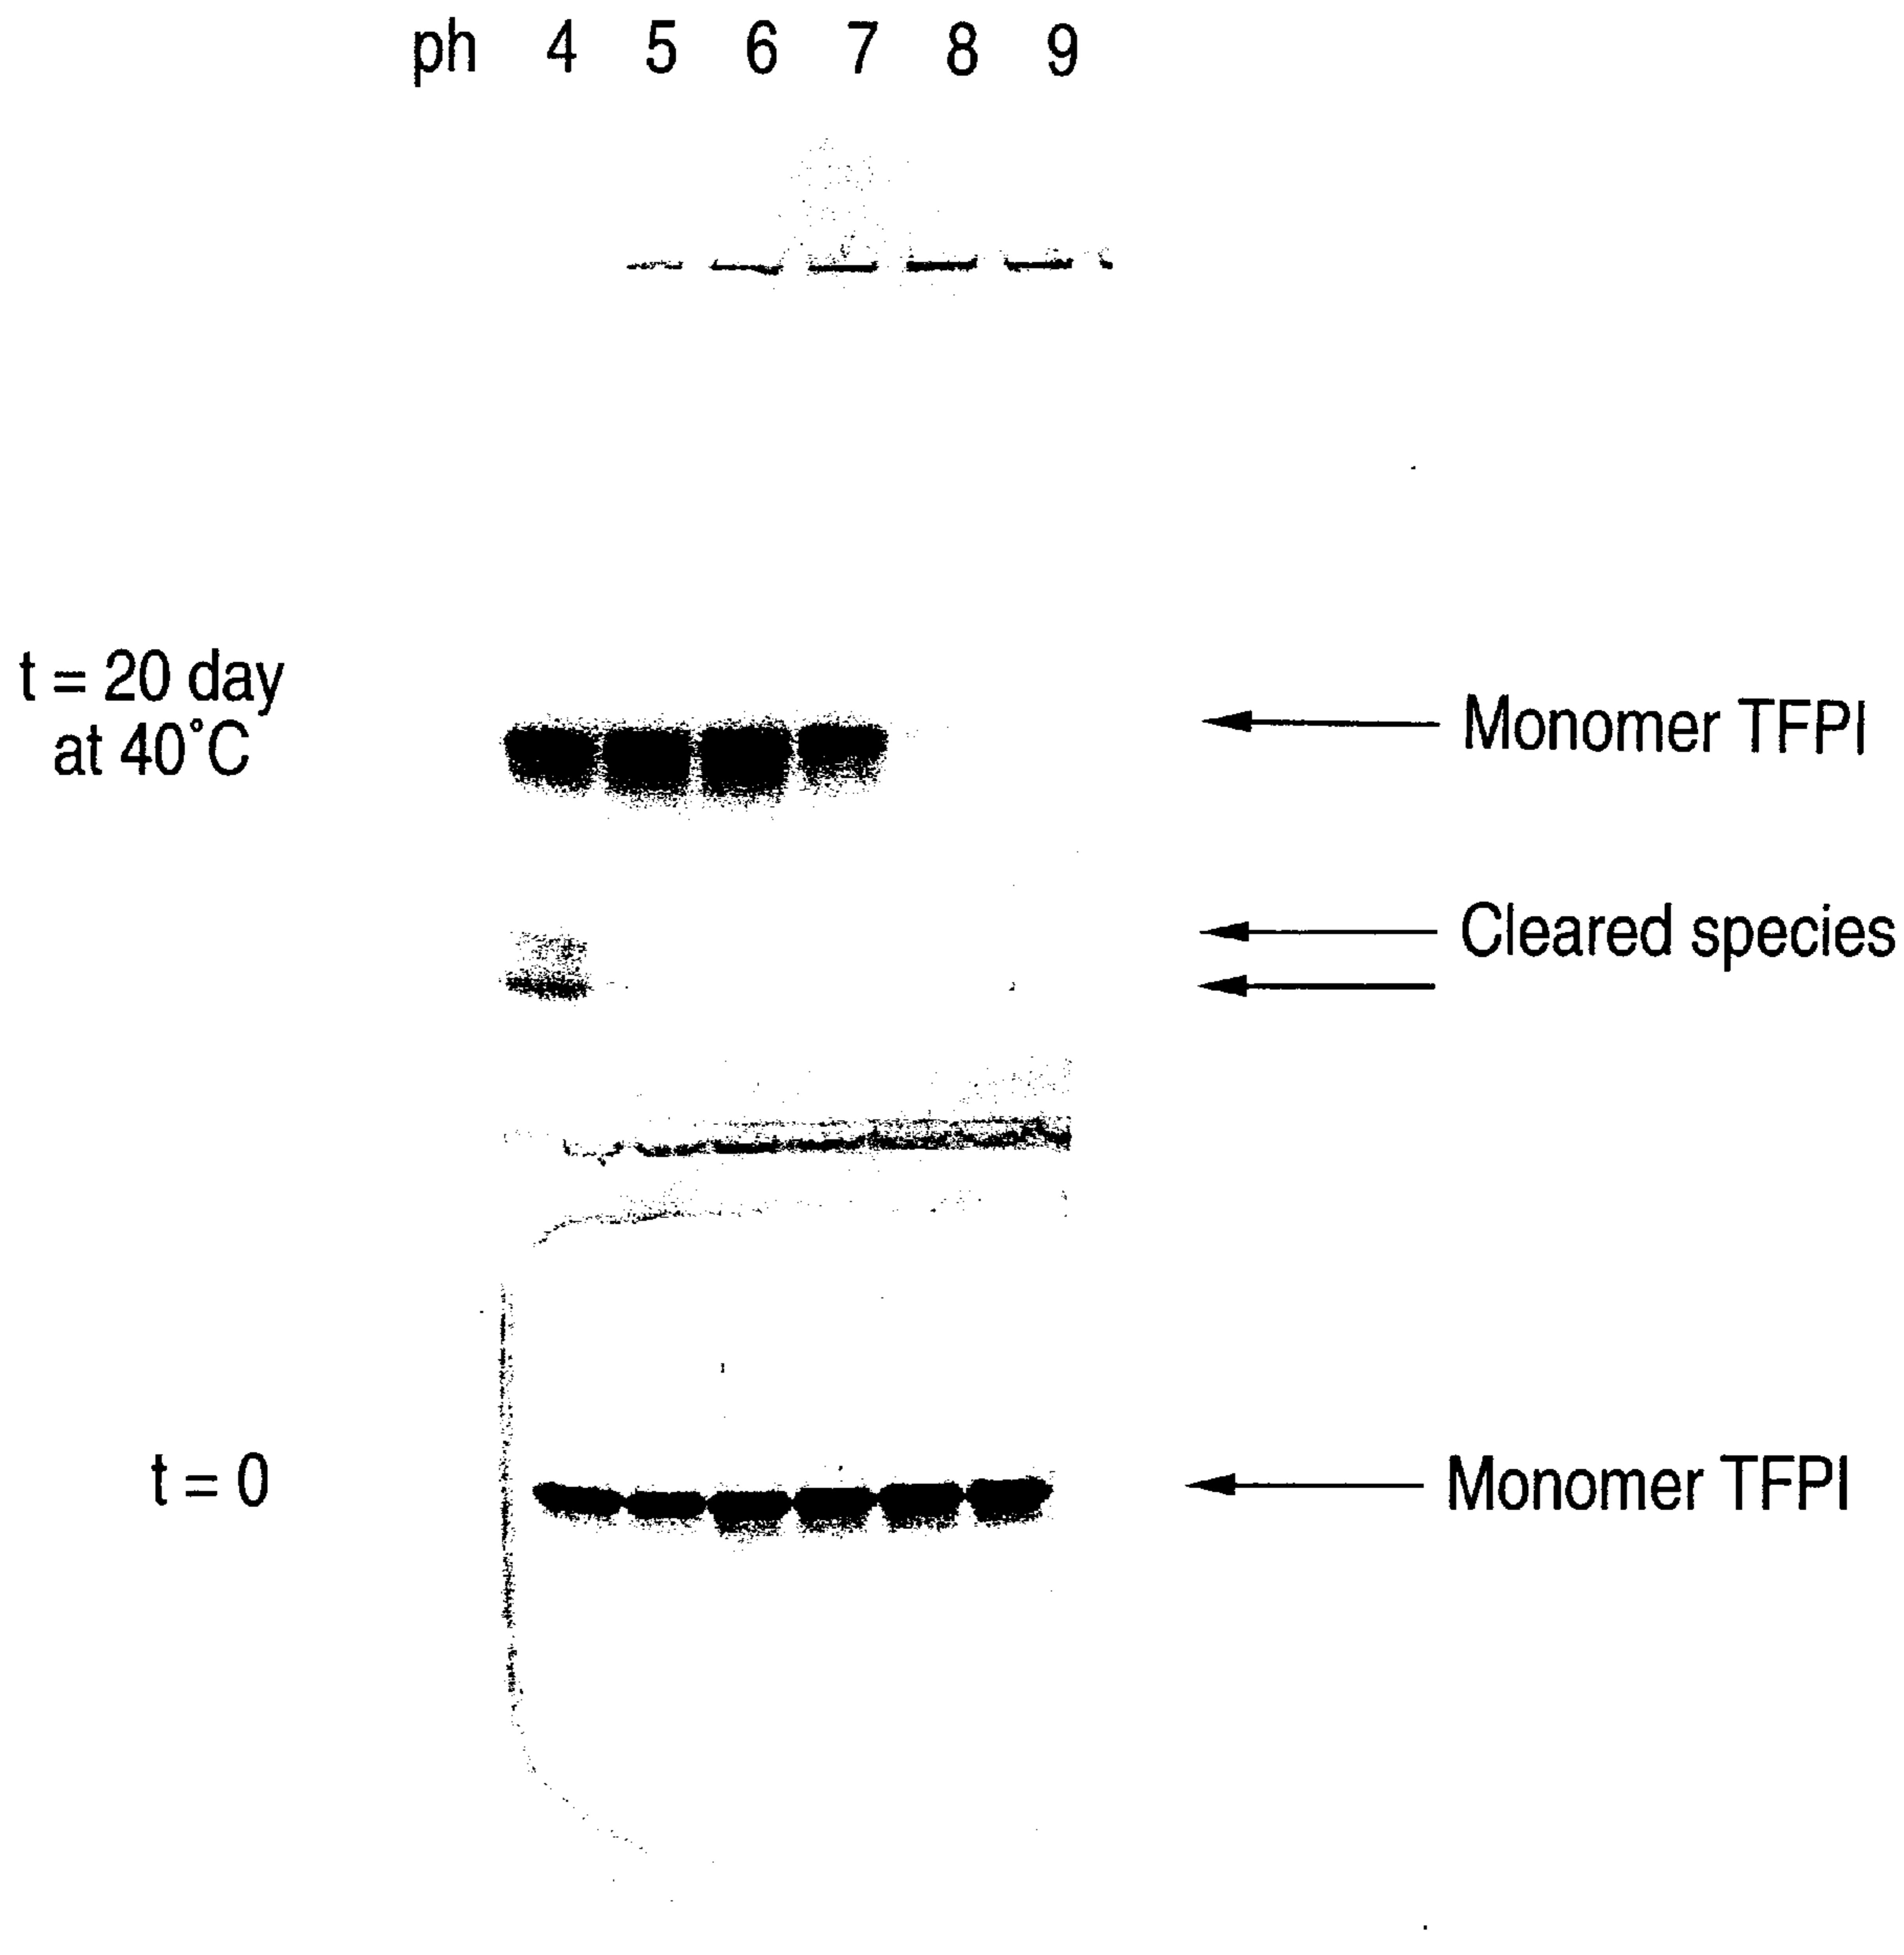 ph 4 5 6 7 8 9
t = 20 day
at 40°C
Monomer TFPI
Cleared species
t = 0
Monomer TFPI